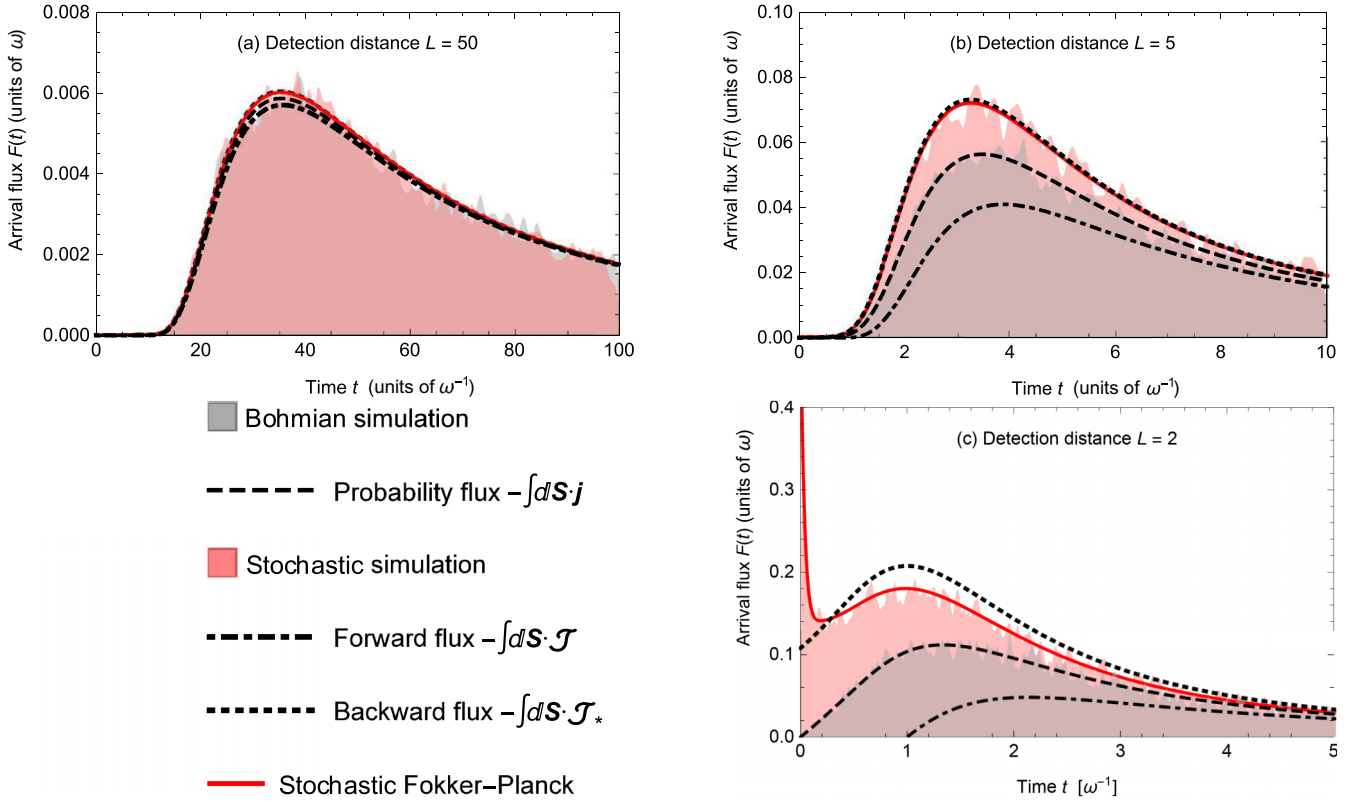 (a) Detection distance L = 50
Arrival flux F(t) (units of ω)
0.008
0.006
0.004
0.002
0.000
0 20 40 60 80 100
Time t (units of ω⁻¹)
(b) Detection distance L = 5
Arrival flux F(t) (units of ω)
0.10
0.080
0.060
0.04
0.02
0.00
0 2 4 6 8 10
Time t (units of ω⁻¹)
Bohmian simulation
Probability flux −∫dS·j
Stochastic simulation
Forward flux −∫dS·𝒥
Backward flux −∫dS·𝒥*
Stochastic Fokker–Planck
(c) Detection distance L = 2
Arrival flux F(t) (units of ω)
0.4
0.3
0.2
0.1
0.0
0 1 2 3 4 5
Time t [ω⁻¹]